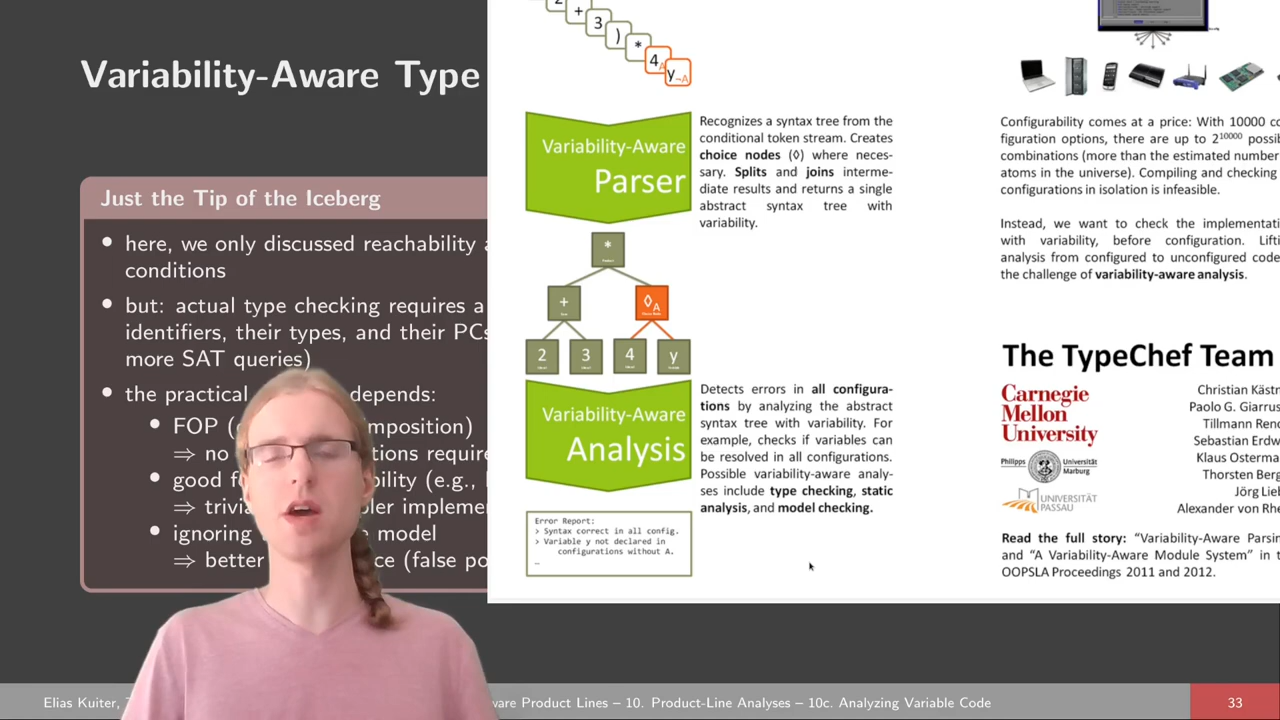 Variability-Aware Type
Just the Tip of the Iceberg
here, we only discussed reachability
conditions
but: actual type checking requires a
identifiers, their types, and their PCs
more SAT queries)
the practical depends:
FOP ( mposition)
⇒ no tions require
good f bility (e.g.,
⇒ trivia ler implemen
ignoring model
⇒ better ce (false po
2
+
3
)
*
4A
y¬A
Variability-Aware
Parser
Recognizes a syntax tree from the
conditional token stream. Creates
choice nodes (◊) where neces-
sary. Splits and joins interme-
diate results and returns a single
abstract syntax tree with
variability.
*
+
◊A
2
3
4
y
Variability-Aware
Analysis
Detects errors in all configura-
tions by analyzing the abstract
syntax tree with variability. For
example, checks if variables can
be resolved in all configurations.
Possible variability-aware analy-
ses include type checking, static
analysis, and model checking.
Error Report:
> Syntax correct in all config.
> Variable y not declared in
configurations without A.
…
Configurability comes at a price: With 10000 co
figuration options, there are up to 2^10000 possib
combinations (more than the estimated number
atoms in the universe). Compiling and checking
configurations in isolation is infeasible.
Instead, we want to check the implementati
with variability, before configuration. Lifti
analysis from configured to unconfigured code
the challenge of variability-aware analysis.
The TypeChef Team
Carnegie
Mellon
University
Philipps
Universität
Marburg
UNIVERSITÄT
PASSAU
Christian Kästn
Paolo G. Giarrus
Tillmann Rend
Sebastian Erdw
Klaus Osterma
Thorsten Berg
Jörg Lieb
Alexander von Rhe
Read the full story: "Variability-Aware Parsin
and "A Variability-Aware Module System" in t
OOPSLA Proceedings 2011 and 2012.
Elias Kuiter, ware Product Lines – 10. Product-Line Analyses – 10c. Analyzing Variable Code
33